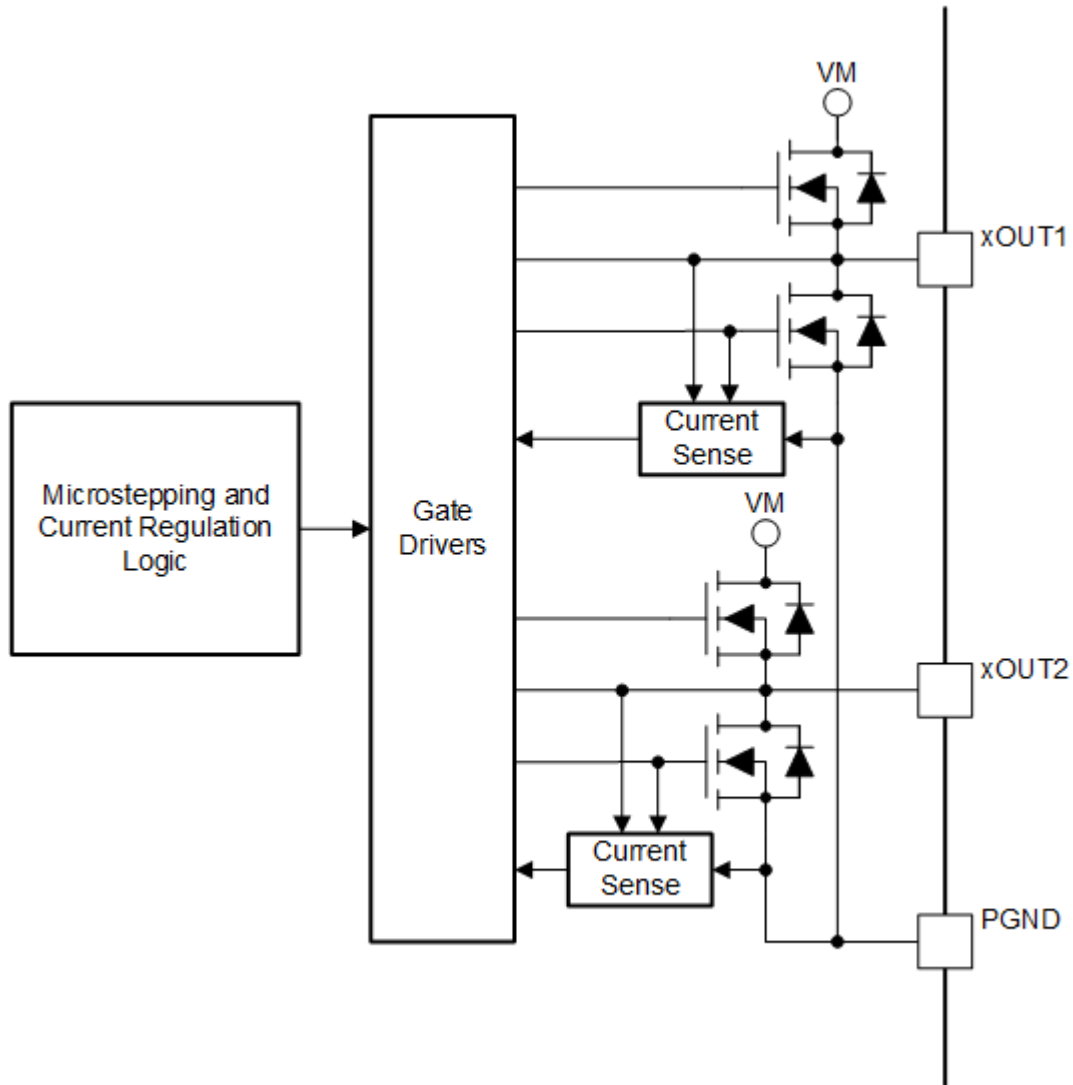 VM
xOUT1
Current
Sense
Microstepping and
Current Regulation
Logic
Gate
Drivers
VM
xOUT2
Current
Sense
PGND